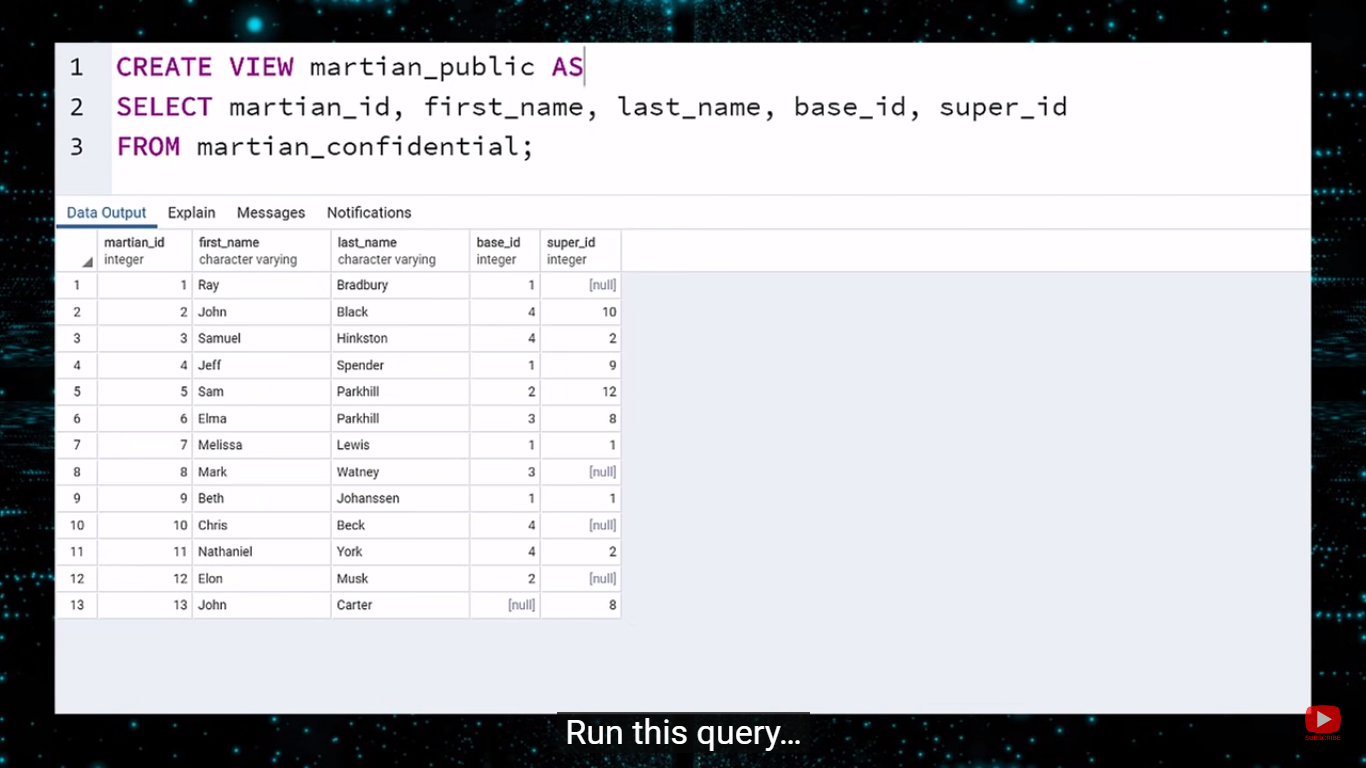 1 CREATE VIEW martian_public AS
2 SELECT martian_id, first_name, last_name, base_id, super_id
3 FROM martian_confidential;
Data Output Explain Messages Notifications
martian_id first_name last_name base_id super_id
integer character varying character varying integer integer
1 1 Ray Bradbury 1 [null]
2 2 John Black 4 10
3 3 Samuel Hinkston 4 2
4 4 Jeff Spender 1 9
5 5 Sam Parkhill 2 12
6 6 Elma Parkhill 3 8
7 7 Melissa Lewis 1 1
8 8 Mark Watney 3 [null]
9 9 Beth Johanssen 1 1
10 10 Chris Beck 4 [null]
11 11 Nathaniel York 4 2
12 12 Elon Musk 2 [null]
13 13 John Carter [null] 8
Run this query...
SUBSCRIBE